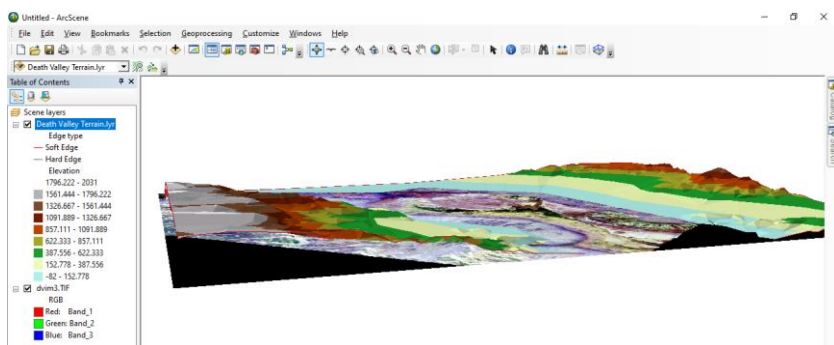 Untitled - ArcScene
File Edit View Bookmarks Selection Geoprocessing Customize Windows Help
Death Valley Terrain.lyr
Table of Contents
Scene layers
Death Valley Terrain.lyr
Edge type
Soft Edge
Hard Edge
Elevation
1796.222 - 2031
1561.444 - 1796.222
1326.667 - 1561.444
1091.889 - 1326.667
857.111 - 1091.889
622.333 - 857.111
387.556 - 622.333
152.778 - 387.556
-82 - 152.778
dvim3.TIF
RGB
Red: Band_1
Green: Band_2
Blue: Band_3
Catalog
Search